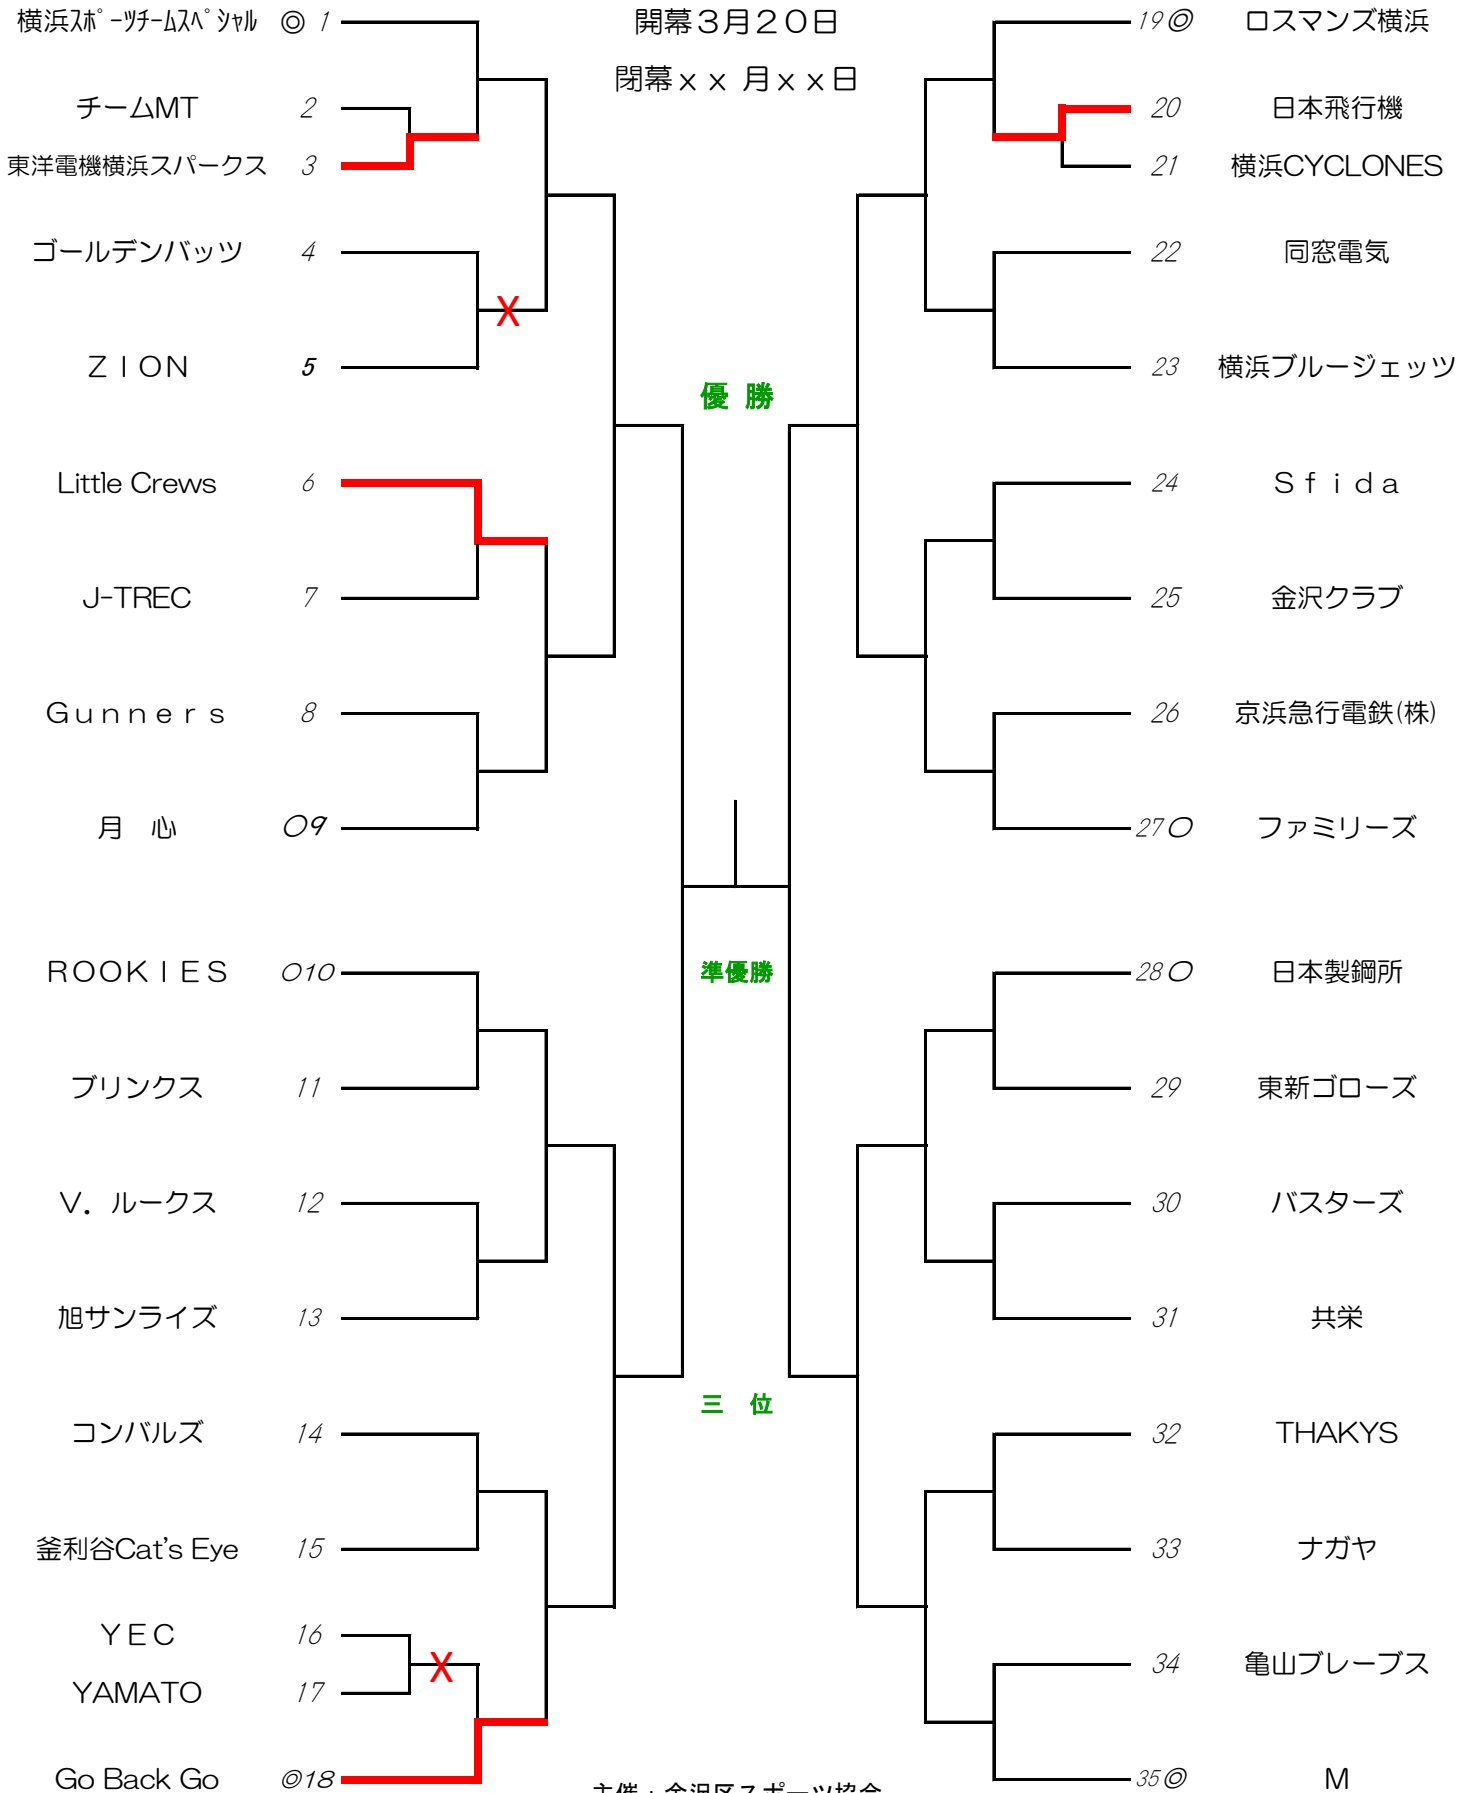 開幕３月２０日
閉幕ｘｘ 月ｘｘ日
横浜ｽﾎﾟｰﾂﾁｰﾑｽﾍﾟｼｬﾙ ◎ 1
チームMT 2
東洋電機横浜スパークス 3
ゴールデンバッツ 4
X
ＺＩＯＮ 5
Little Crews 6
J-TREC 7
Ｇｕｎｎｅｒｓ 8
月　心 ○9
ＲＯＯＫＩＥＳ ○10
ブリンクス 11
Ｖ．ルークス 12
旭サンライズ 13
コンバルズ 14
釜利谷Cat's Eye 15
ＹＥＣ 16
X
YAMATO 17
Go Back Go ◎18
優 勝
準優勝
三　位
19◎ ロスマンズ横浜
20 日本飛行機
21 横浜CYCLONES
22 同窓電気
23 横浜ブルージェッツ
24 Ｓｆｉｄａ
25 金沢クラブ
26 京浜急行電鉄(株)
27○ ファミリーズ
28○ 日本製鋼所
29 東新ゴローズ
30 バスターズ
31 共栄
32 THAKYS
33 ナガヤ
34 亀山ブレーブス
35◎ M
主催：金沢区スポーツ協会